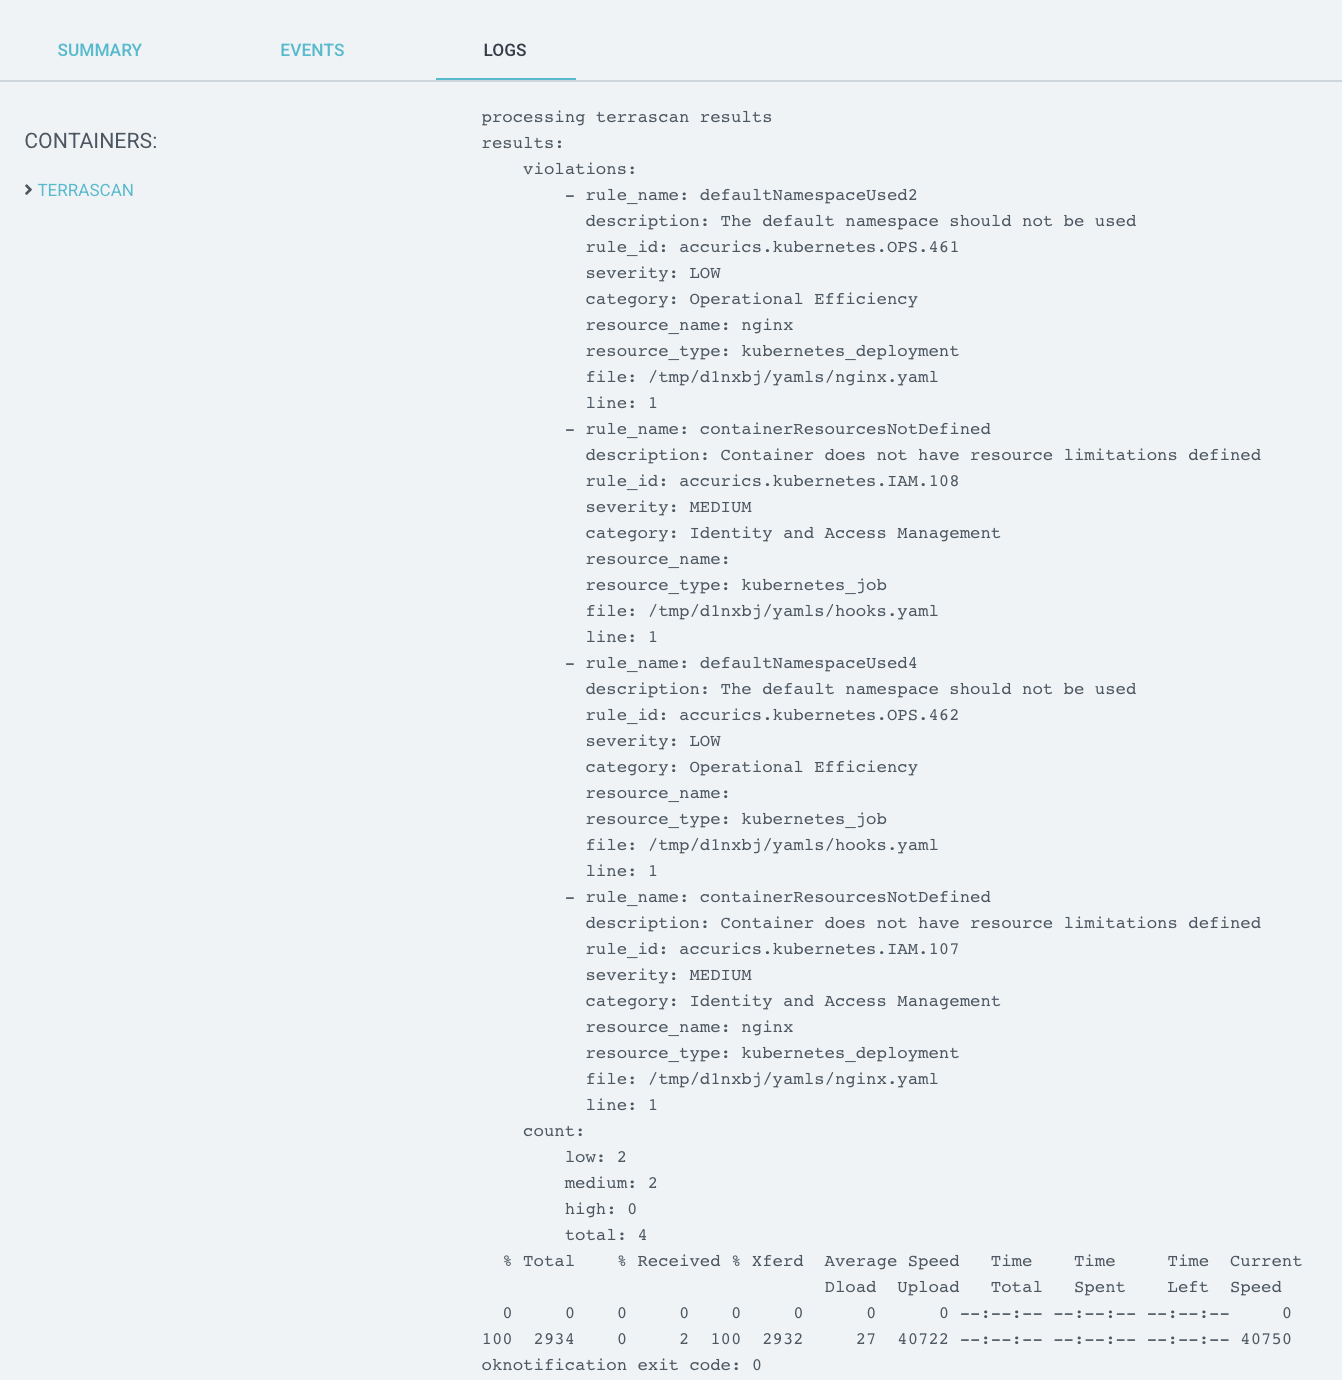 SUMMARY EVENTS LOGS
CONTAINERS:
TERRASCAN
processing terrascan results
results:
    violations:
        - rule_name: defaultNamespaceUsed2
          description: The default namespace should not be used
          rule_id: accurics.kubernetes.OPS.461
          severity: LOW
          category: Operational Efficiency
          resource_name: nginx
          resource_type: kubernetes_deployment
          file: /tmp/d1nxbj/yamls/nginx.yaml
          line: 1
        - rule_name: containerResourcesNotDefined
          description: Container does not have resource limitations defined
          rule_id: accurics.kubernetes.IAM.108
          severity: MEDIUM
          category: Identity and Access Management
          resource_name:
          resource_type: kubernetes_job
          file: /tmp/d1nxbj/yamls/hooks.yaml
          line: 1
        - rule_name: defaultNamespaceUsed4
          description: The default namespace should not be used
          rule_id: accurics.kubernetes.OPS.462
          severity: LOW
          category: Operational Efficiency
          resource_name:
          resource_type: kubernetes_job
          file: /tmp/d1nxbj/yamls/hooks.yaml
          line: 1
        - rule_name: containerResourcesNotDefined
          description: Container does not have resource limitations defined
          rule_id: accurics.kubernetes.IAM.107
          severity: MEDIUM
          category: Identity and Access Management
          resource_name: nginx
          resource_type: kubernetes_deployment
          file: /tmp/d1nxbj/yamls/nginx.yaml
          line: 1
    count:
        low: 2
        medium: 2
        high: 0
        total: 4
  % Total    % Received % Xferd  Average Speed   Time    Time     Time  Current
                                 Dload  Upload   Total   Spent    Left  Speed
  0     0    0     0    0     0      0      0 --:--:-- --:--:-- --:--:--     0
100  2934    0     2  100  2932     27  40722 --:--:-- --:--:-- --:--:-- 40750
oknotification exit code: 0